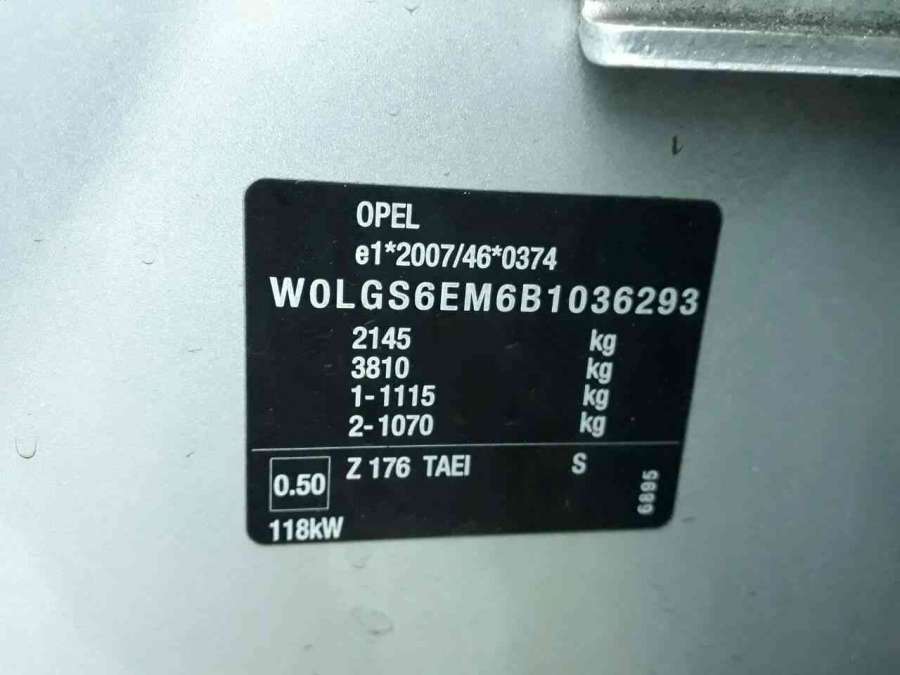 OPEL
e1*2007/46*0374
W0LGS6EM6B1036293
2145 kg
3810 kg
1-1115 kg
2-1070 kg
0.50 Z 176 TAEI S
6895
118kW